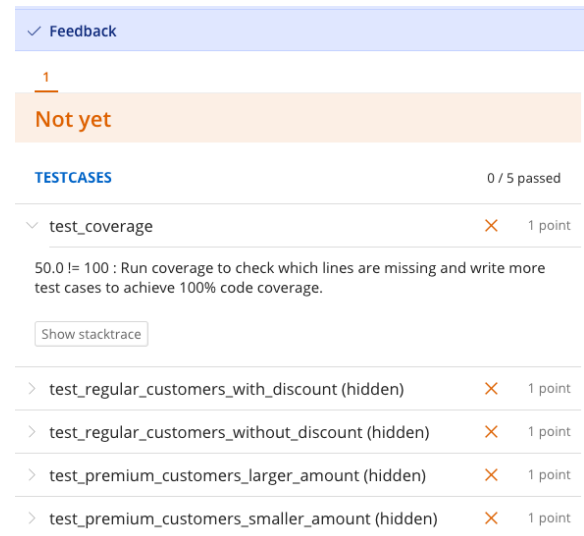 Feedback
1
Not yet
TESTCASES 0 / 5 passed
test_coverage 1 point
50.0 != 100 : Run coverage to check which lines are missing and write more
test cases to achieve 100% code coverage.
Show stacktrace
test_regular_customers_with_discount (hidden) 1 point
test_regular_customers_without_discount (hidden) 1 point
test_premium_customers_larger_amount (hidden) 1 point
test_premium_customers_smaller_amount (hidden) 1 point